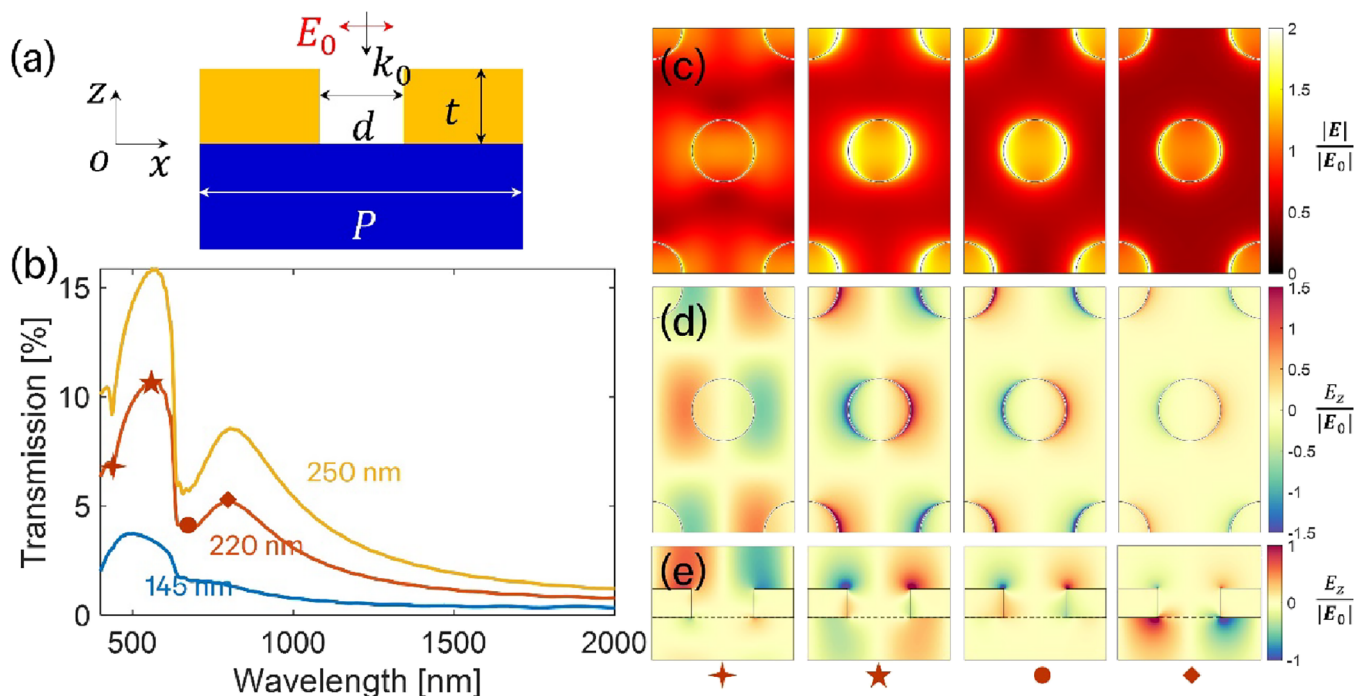 (a)
E₀
k₀
z
o
x
d
t
P
(b)
Transmission [%]
15
10
5
0
250 nm
220 nm
145 nm
500
1000
1500
2000
Wavelength [nm]
(c)
2
1.5
1
0.5
0
|E|
|E₀|
(d)
1.5
1
0.5
0
-0.5
-1
-1.5
E_z
|E₀|
(e)
1
0
-1
E_z
|E₀|